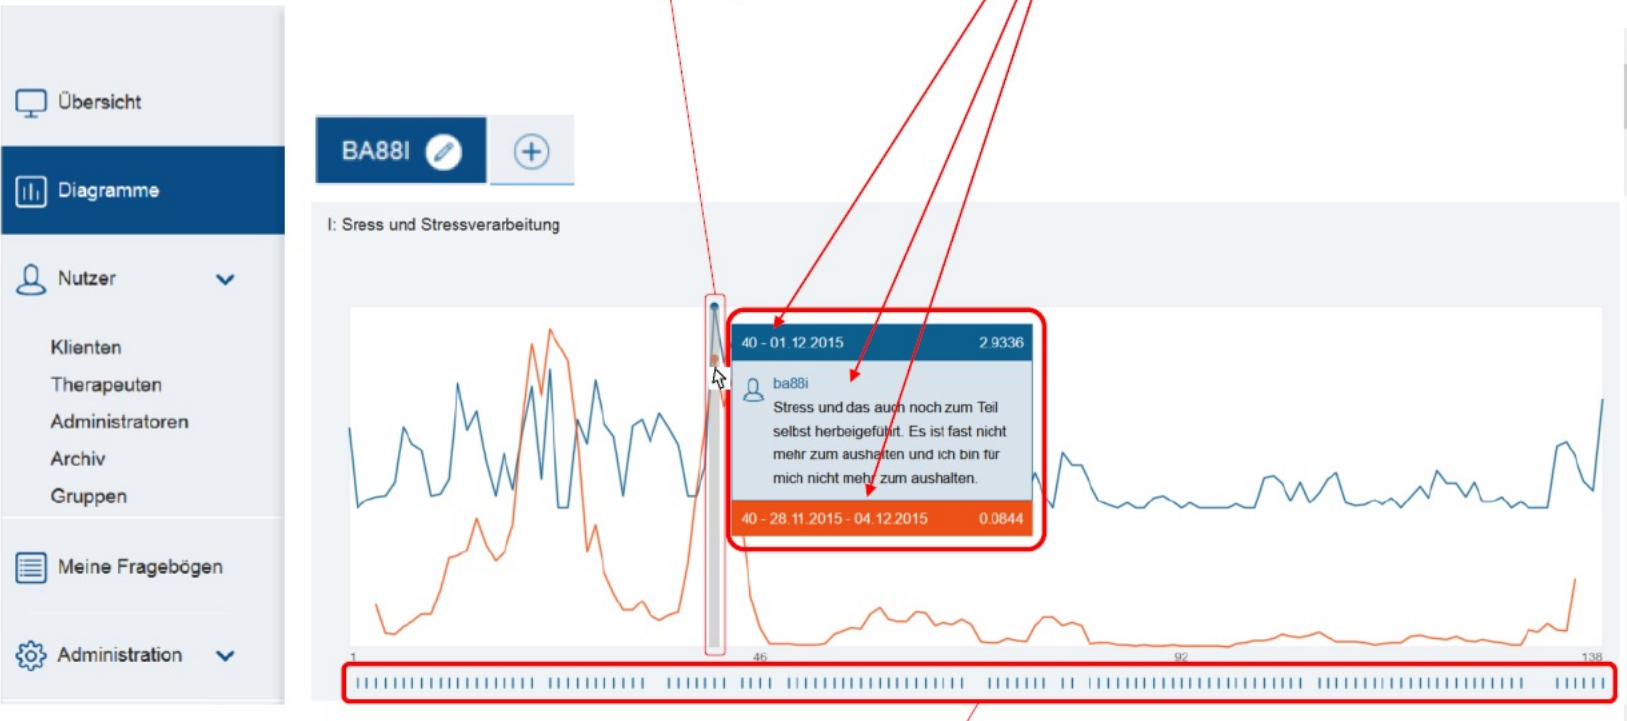 Übersicht
Diagramme
Nutzer
Klienten
Therapeuten
Administratoren
Archiv
Gruppen
Meine Fragebögen
Administration
BA88I
I: Sress und Stressverarbeitung
40 - 01.12.2015 2.9336
ba88i
Stress und das auch noch zum Teil
selbst herbeigeführt. Es ist fast nicht
mehr zum aushalten und ich bin für
mich nicht mehr zum aushalten.
40 - 28.11.2015 - 04.12.2015 0.0844
1 46 92 138